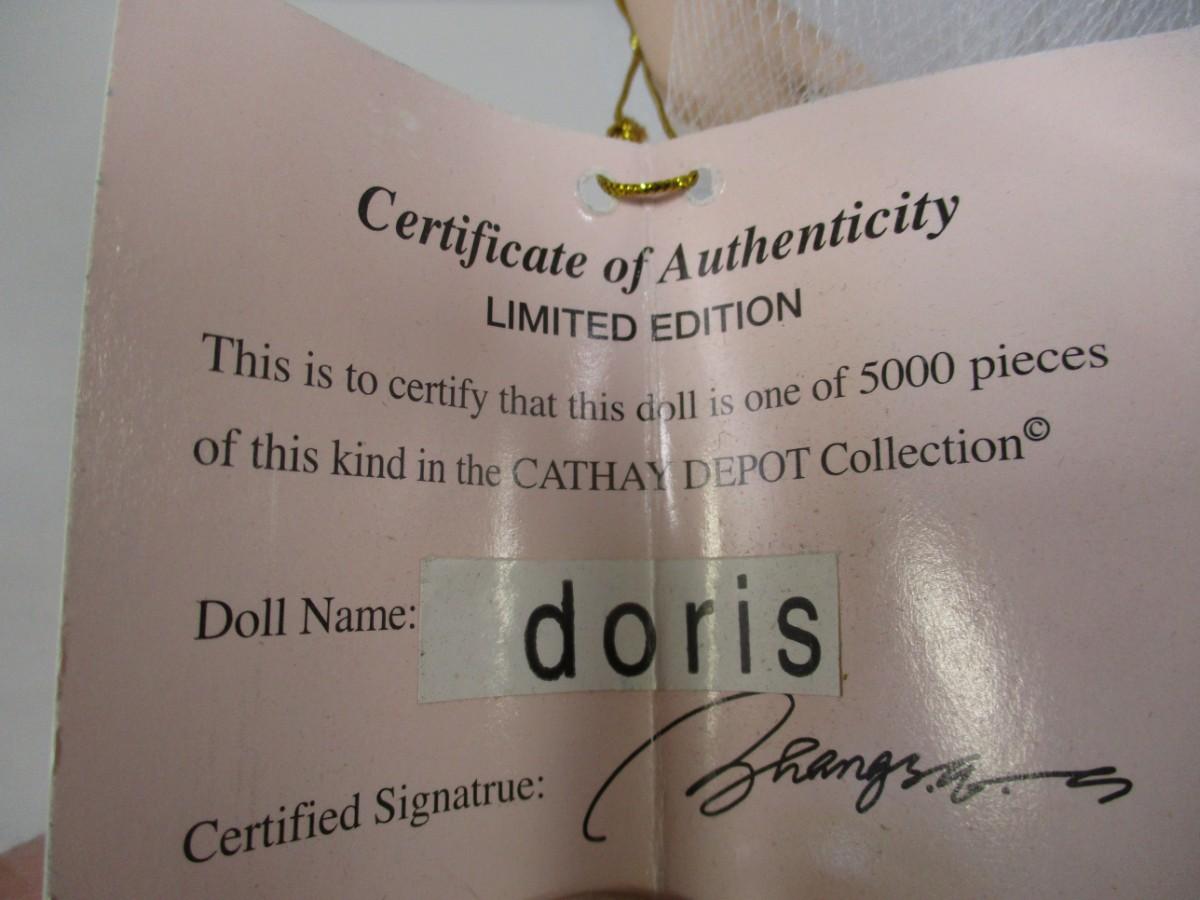 Certificate of Authenticity
LIMITED EDITION
This is to certify that this doll is one of 5000 pieces
of this kind in the CATHAY DEPOT Collection©
Doll Name: doris
Certified Signatrue: